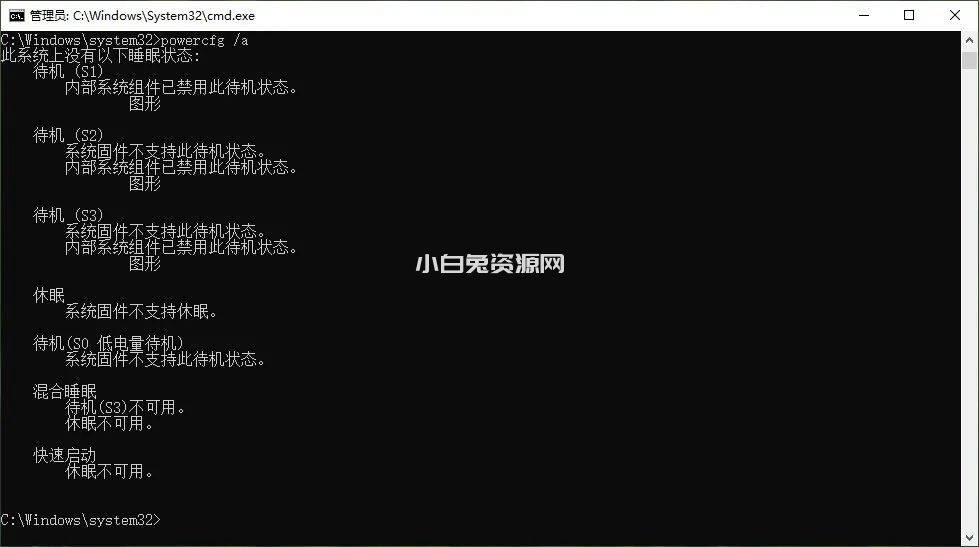 管理员: C:\Windows\System32\cmd.exe
C:\Windows\system32>powercfg /a
此系统上没有以下睡眠状态:
待机 (S1)
内部系统组件已禁用此待机状态。
图形
待机 (S2)
系统固件不支持此待机状态。
内部系统组件已禁用此待机状态。
图形
待机 (S3)
系统固件不支持此待机状态。
内部系统组件已禁用此待机状态。
图形
小白兔资源网
休眠
系统固件不支持休眠。
待机(S0 低电量待机)
系统固件不支持此待机状态。
混合睡眠
待机(S3)不可用。
休眠不可用。
快速启动
休眠不可用。
C:\Windows\system32>